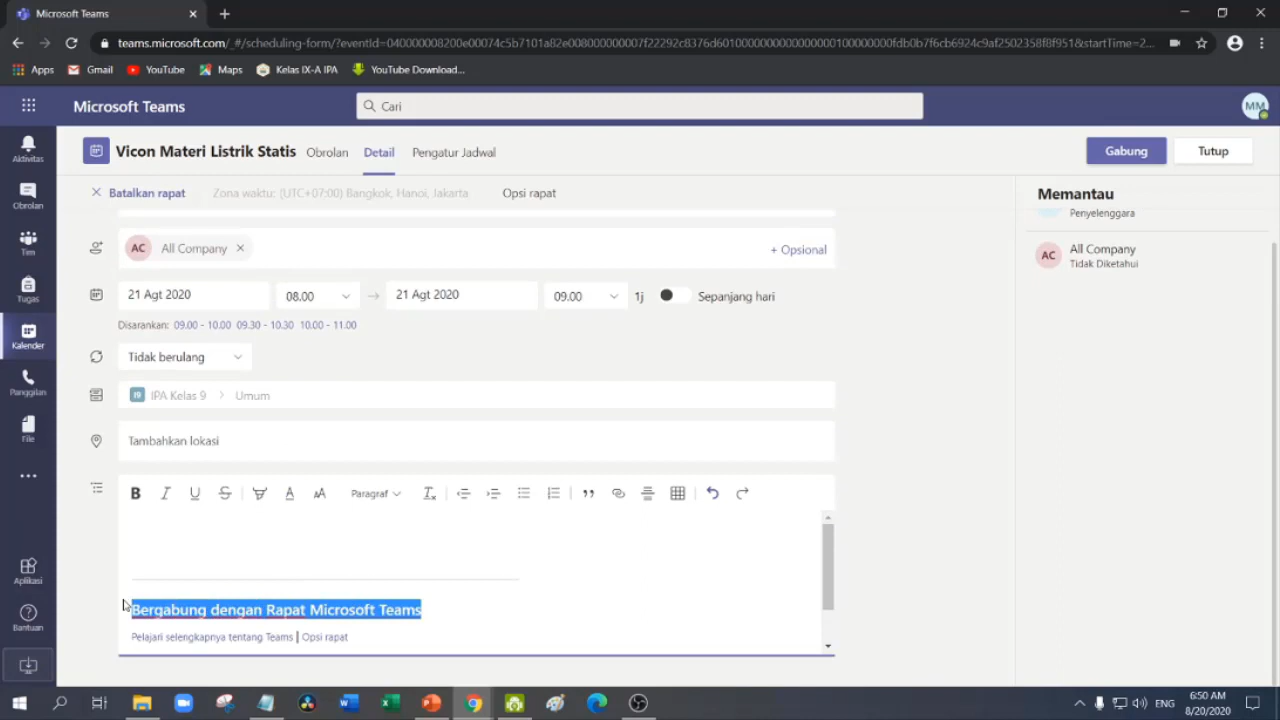 Microsoft Teams
teams.microsoft.com/_#/scheduling-form/?eventId=040000008200e00074c5b7101a82e008000000007f22292c8376d601000000000000000010000000fdb0b7f6cb6924c9af2502358f8f951&startTime=2...
Apps Gmail YouTube Maps Kelas IX-A IPA YouTube Download...
Microsoft Teams
Cari
MM
Aktivitas
Obrolan
Tim
Tugas
Kalender
Panggilan
File
Aplikasi
Bantuan
Vicon Materi Listrik Statis Obrolan Detail Pengatur Jadwal
Gabung Tutup
Batalkan rapat Zona waktu: (UTC+07:00) Bangkok, Hanoi, Jakarta Opsi rapat
AC All Company + Opsional
21 Agt 2020 08.00 21 Agt 2020 09.00 1j Sepanjang hari
Disarankan: 09.00 - 10.00 09.30 - 10.30 10.00 - 11.00
Tidak berulang
I9 IPA Kelas 9 > Umum
Tambahkan lokasi
B I U S A AA Paragraf
Bergabung dengan Rapat Microsoft Teams
Pelajari selengkapnya tentang Teams | Opsi rapat
Memantau
Penyelenggara
AC All Company
Tidak Diketahui
ENG
6:50 AM
8/20/2020